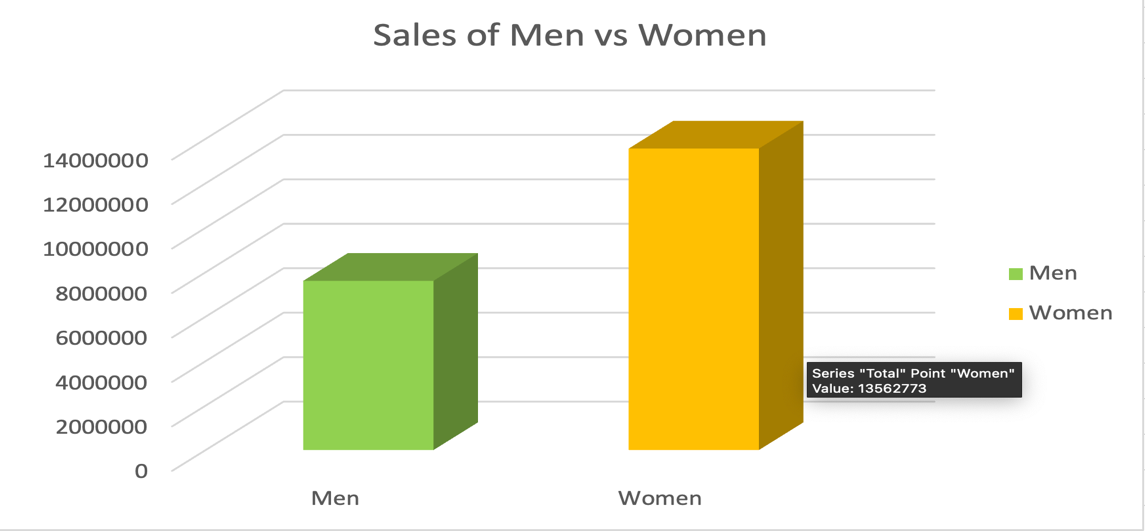 Sales of Men vs Women
14000000
12000000
10000000
8000000
6000000
4000000
2000000
0
Men
Women
Men
Women
Series "Total" Point "Women"
Value: 13562773